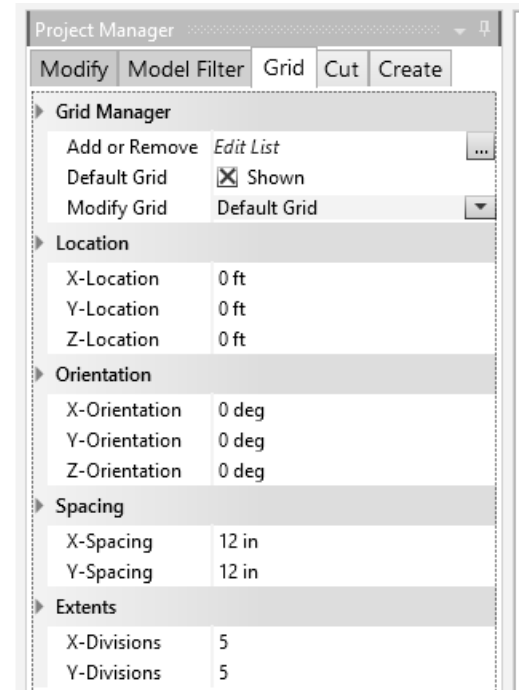 Project Manager
Modify Model Filter Grid Cut Create
Grid Manager
Add or Remove Edit List ...
Default Grid Shown
Modify Grid Default Grid
Location
X-Location 0 ft
Y-Location 0 ft
Z-Location 0 ft
Orientation
X-Orientation 0 deg
Y-Orientation 0 deg
Z-Orientation 0 deg
Spacing
X-Spacing 12 in
Y-Spacing 12 in
Extents
X-Divisions 5
Y-Divisions 5